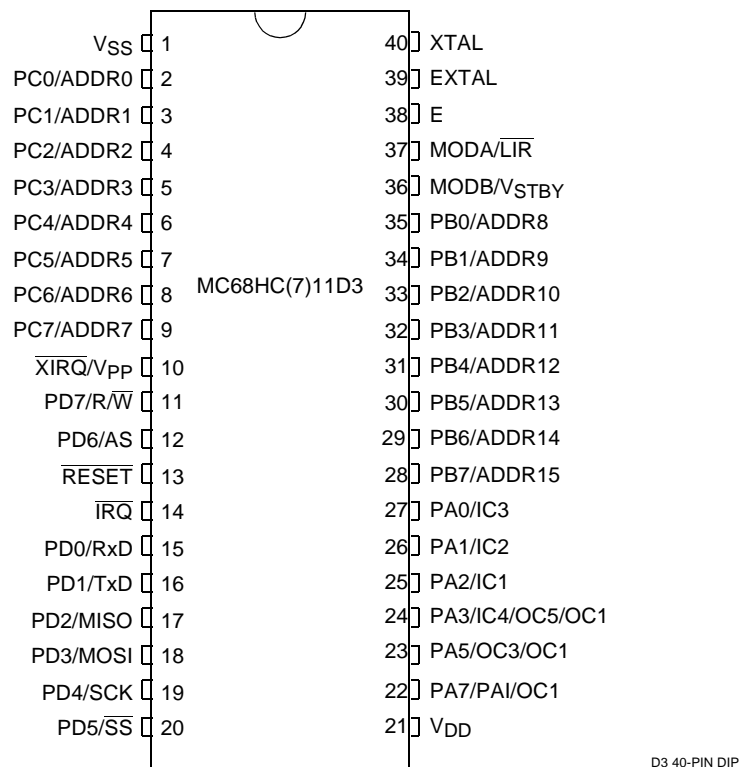 VSS 1 40 XTAL
PC0/ADDR0 2 39 EXTAL
PC1/ADDR1 3 38 E
PC2/ADDR2 4 37 MODA/L̅I̅R̅
PC3/ADDR3 5 36 MODB/VSTBY
PC4/ADDR4 6 35 PB0/ADDR8
PC5/ADDR5 7 34 PB1/ADDR9
MC68HC(7)11D3
PC6/ADDR6 8 33 PB2/ADDR10
PC7/ADDR7 9 32 PB3/ADDR11
X̅I̅R̅Q̅/VPP 10 31 PB4/ADDR12
PD7/R/W̅ 11 30 PB5/ADDR13
PD6/AS 12 29 PB6/ADDR14
R̅E̅S̅E̅T̅ 13 28 PB7/ADDR15
I̅R̅Q̅ 14 27 PA0/IC3
PD0/RxD 15 26 PA1/IC2
PD1/TxD 16 25 PA2/IC1
PD2/MISO 17 24 PA3/IC4/OC5/OC1
PD3/MOSI 18 23 PA5/OC3/OC1
PD4/SCK 19 22 PA7/PAI/OC1
PD5/S̅S̅ 20 21 VDD
D3 40-PIN DIP